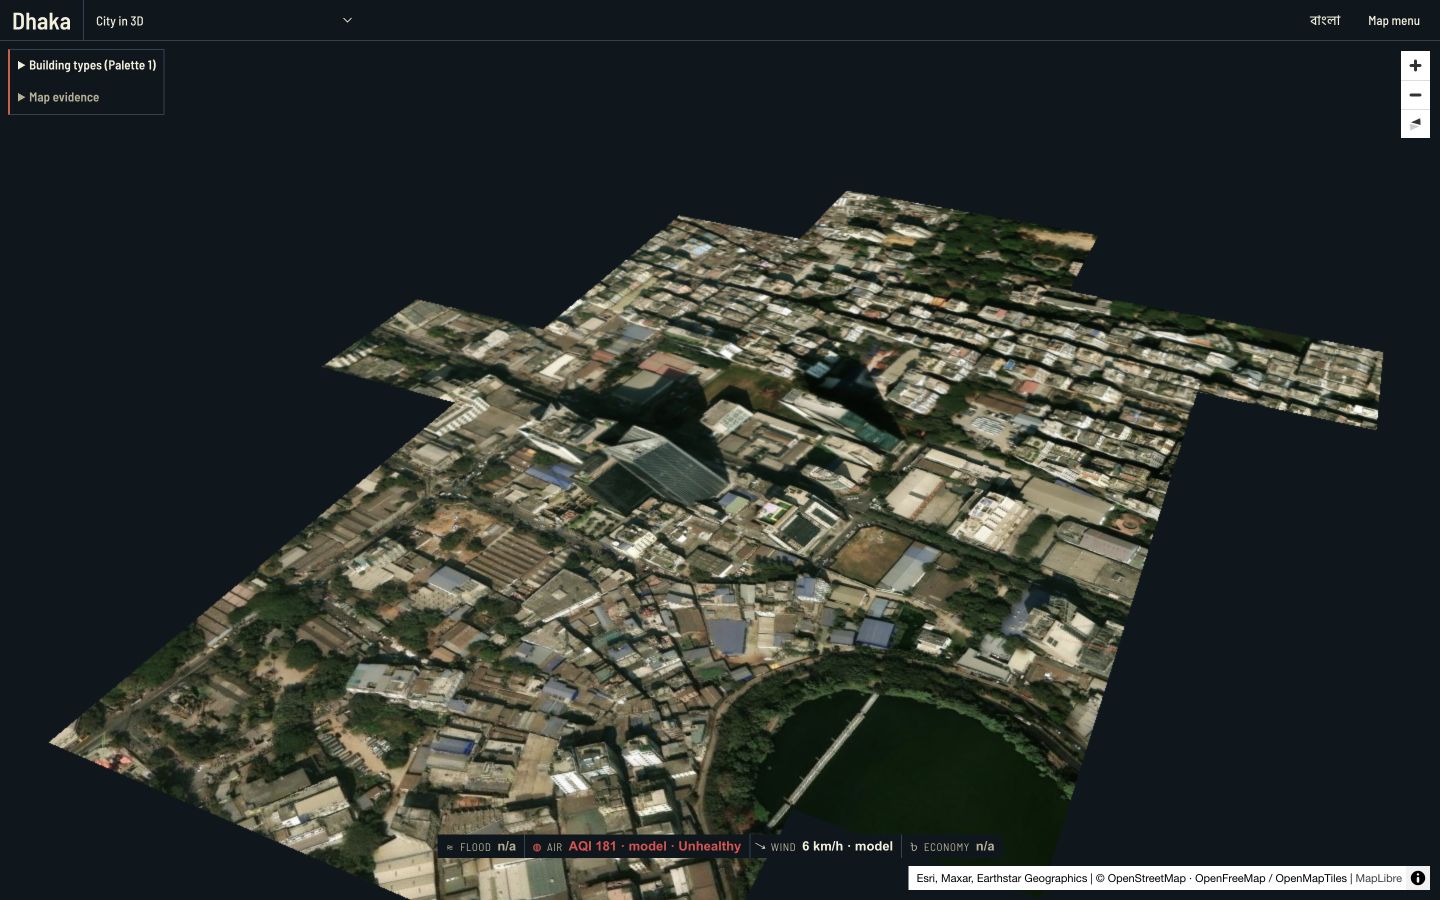 Dhaka
City in 3D
বাংলা
Map menu
▶ Building types (Palette 1)
▶ Map evidence
≈ FLOOD n/a
AIR AQI 181 · model · Unhealthy
WIND 6 km/h · model
ECONOMY n/a
Esri, Maxar, Earthstar Geographics | © OpenStreetMap · OpenFreeMap / OpenMapTiles | MapLibre